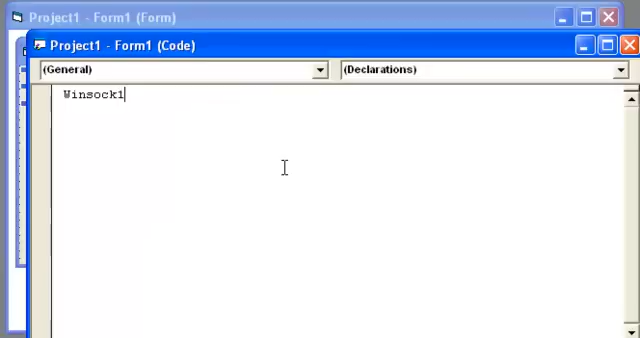 Project1 - Form1 (Form)
Project1 - Form1 (Code)
(General)
(Declarations)
Winsock1